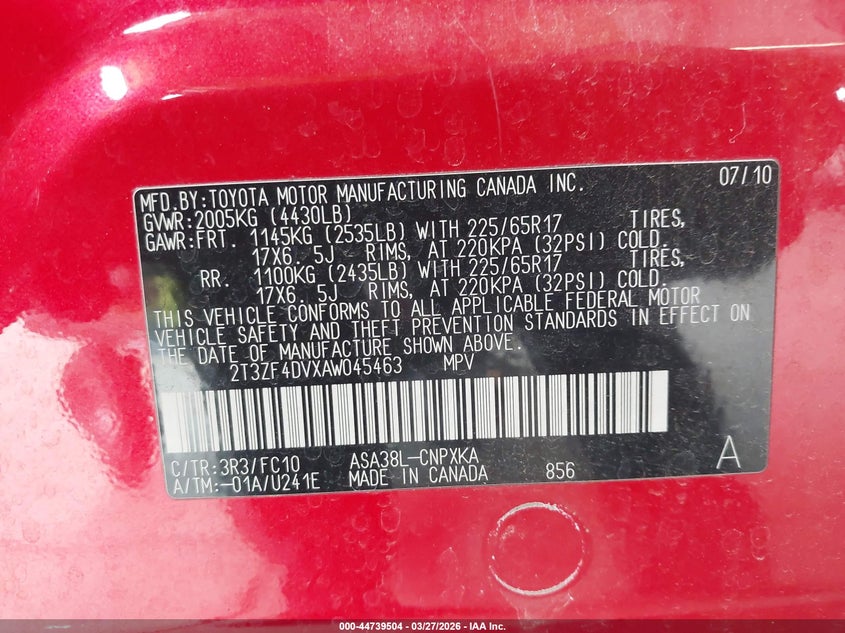 MFD.BY:TOYOTA MOTOR MANUFACTURING CANADA INC. 07/10
GVWR:2005KG (4430LB)
GAWR:FRT. 1145KG (2535LB) WITH 225/65R17 TIRES,
17X6. 5J RIMS, AT 220KPA (32PSI) COLD.
RR. 1100KG (2435LB) WITH 225/65R17 TIRES,
17X6. 5J RIMS, AT 220KPA (32PSI) COLD.
THIS VEHICLE CONFORMS TO ALL APPLICABLE FEDERAL MOTOR
VEHICLE SAFETY AND THEFT PREVENTION STANDARDS IN EFFECT ON
THE DATE OF MANUFACTURE SHOWN ABOVE.
2T3ZF4DVXAW045463 MPV
C/TR:3R3/FC10 ASA38L-CNPXKA A
A/TM:-01A/U241E MADE IN CANADA 856
000-44739504 | 03/27/2026 - IAA Inc.